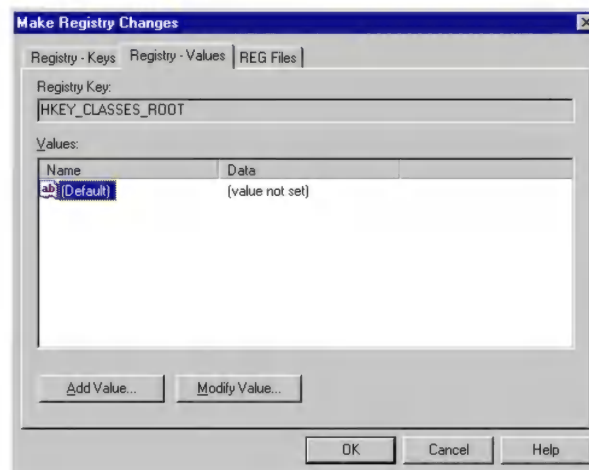 Make Registry Changes
Registry - Keys Registry - Values REG Files
Registry Key:
HKEY_CLASSES_ROOT
Values:
Name Data
ab (Default) (value not set)
Add Value... Modify Value...
OK Cancel Help